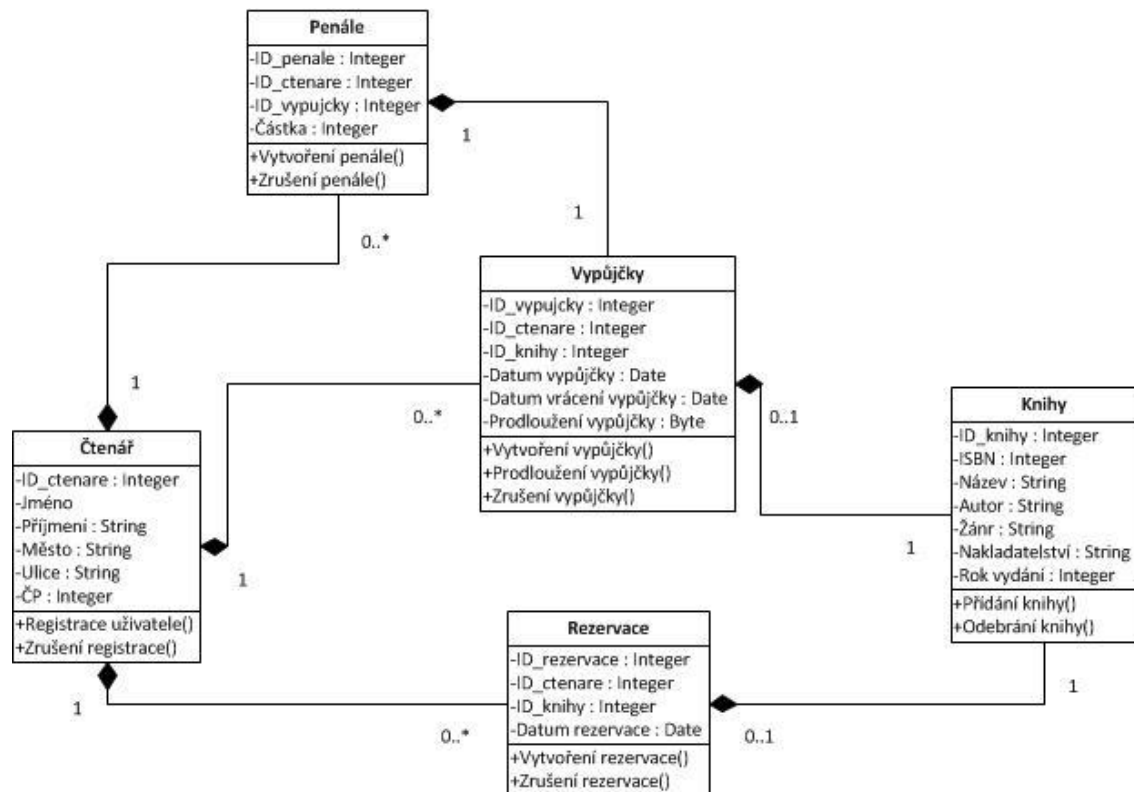 Penále
-ID_penale : Integer
-ID_ctenare : Integer
-ID_vypujcky : Integer
-Částka : Integer
+Vytvoření penále()
+Zrušení penále()
1
1
0..*
Vypůjčky
-ID_vypujcky : Integer
-ID_ctenare : Integer
-ID_knihy : Integer
-Datum vypůjčky : Date
-Datum vrácení vypůjčky : Date
-Prodloužení vypůjčky : Byte
+Vytvoření vypůjčky()
+Prodloužení vypůjčky()
+Zrušení vypůjčky()
1
0..*
0..1
Čtenář
-ID_ctenare : Integer
-Jméno
-Příjmení : String
-Město : String
-Ulice : String
-ČP : Integer
+Registrace uživatele()
+Zrušení registrace()
1
1
Knihy
-ID_knihy : Integer
-ISBN : Integer
-Název : String
-Autor : String
-Žánr : String
-Nakladatelství : String
-Rok vydání : Integer
+Přídání knihy()
+Odebrání knihy()
1
1
0..*
0..1
Rezervace
-ID_rezervace : Integer
-ID_ctenare : Integer
-ID_knihy : Integer
-Datum rezervace : Date
+Vytvoření rezervace()
+Zrušení rezervace()